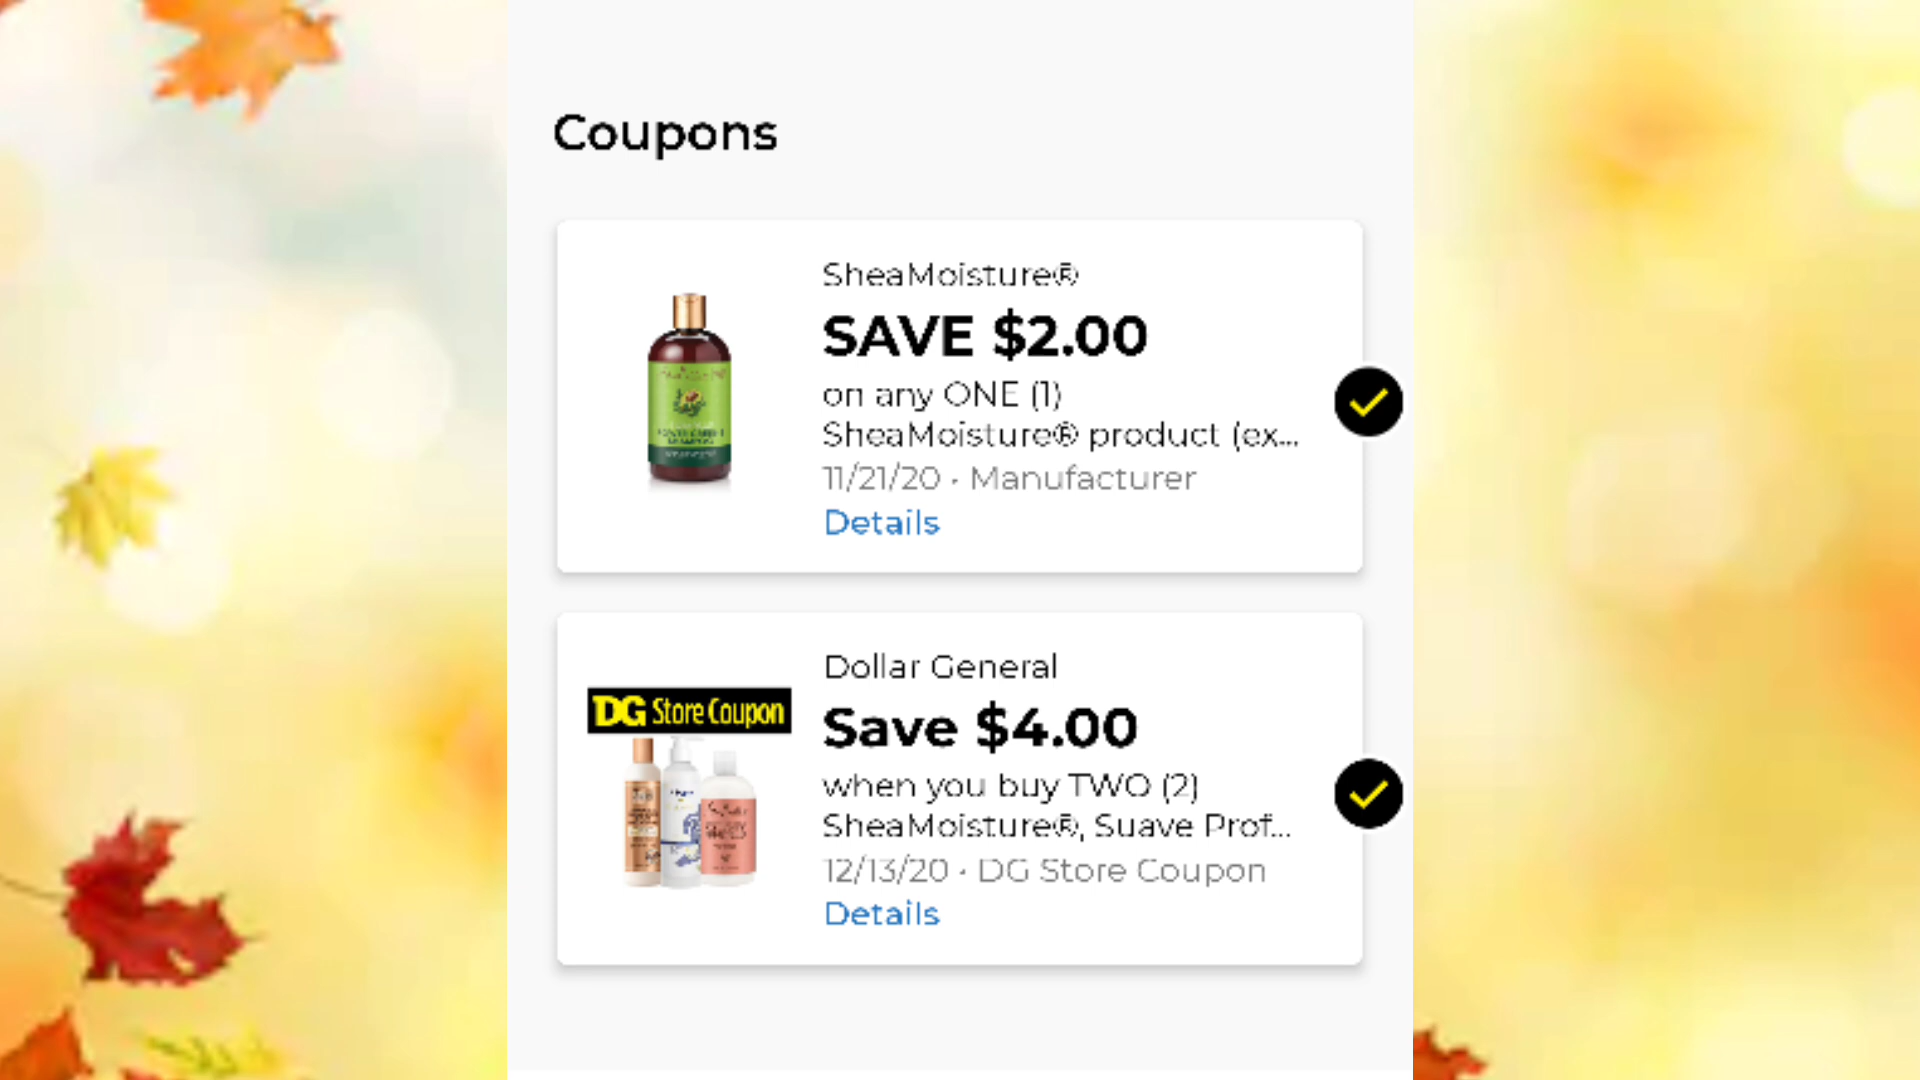 Coupons
SheaMoisture®
SAVE $2.00
on any ONE (1)
SheaMoisture® product (ex...
11/21/20 • Manufacturer
Details
Dollar General
DG Store Coupon
Save $4.00
when you buy TWO (2)
SheaMoisture®, Suave Prof...
12/13/20 • DG Store Coupon
Details